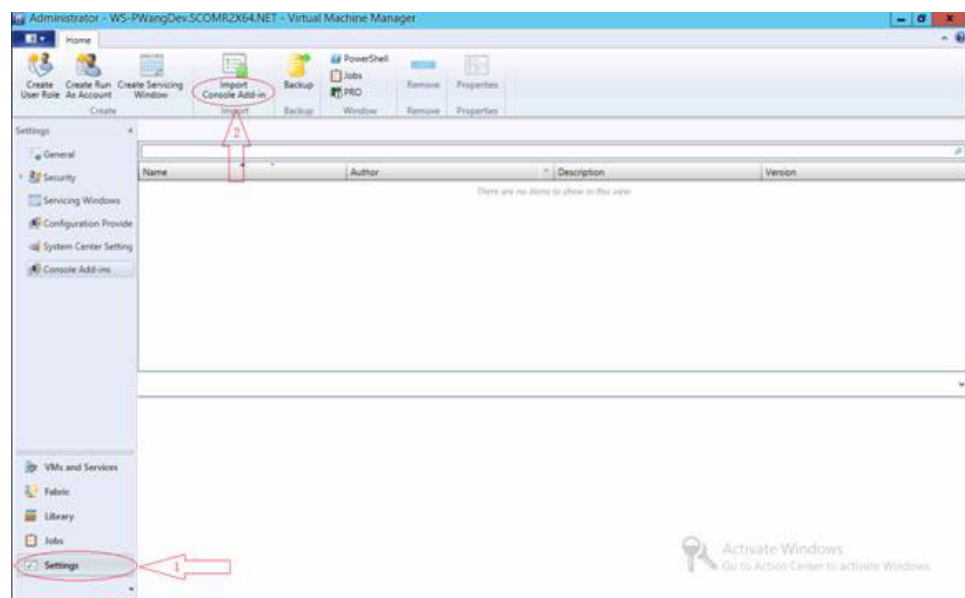 Administrator - WS-PWangDev.SCOMR2X64.NET - Virtual Machine Manager
Home
Create User Role
Create Run As Account
Create Servicing Window
Import Console Add-in
Backup
PowerShell
Jobs
PRO
Remove
Properties
Create
Import
Backup
Window
Remove
Properties
2
Settings
General
Security
Servicing Windows
Configuration Provide
System Center Setting
Console Add-ins
Name
Author
Description
Version
There are no items to show in this view
VMs and Services
Fabric
Library
Jobs
Settings
1
Activate Windows
Go to Action Center to activate Windows.